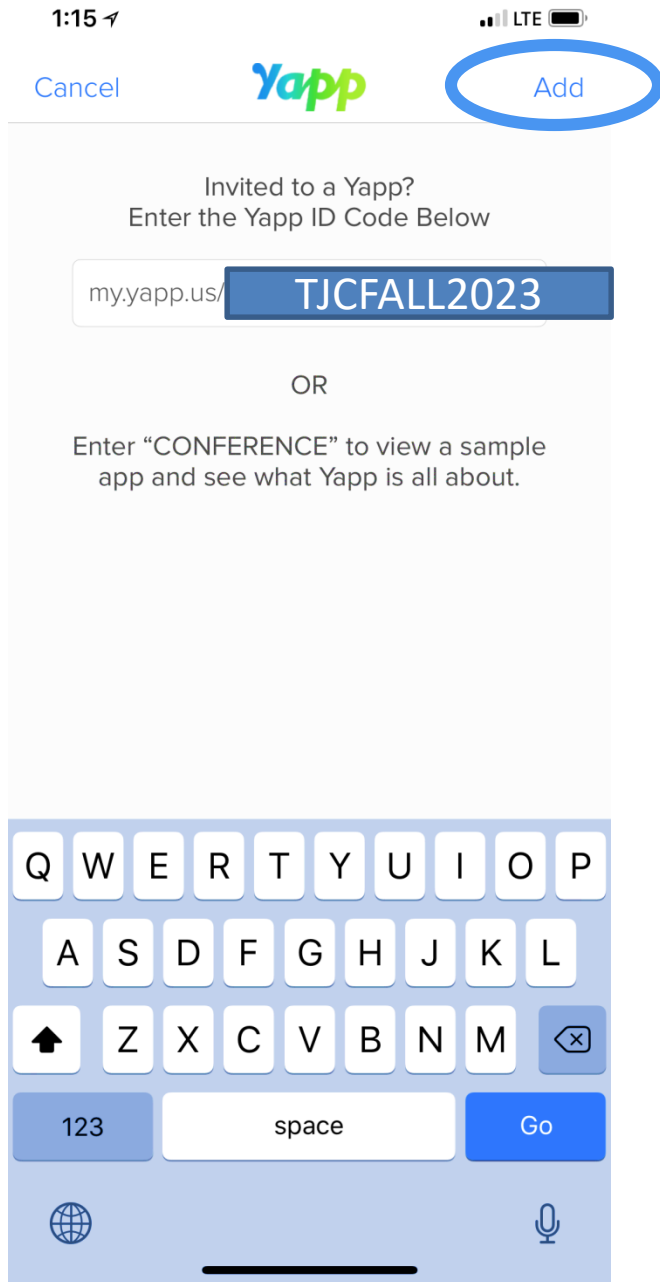 1:15 LTE
Cancel Yapp Add
Invited to a Yapp?
Enter the Yapp ID Code Below
my.yapp.us/ TJCFALL2023
OR
Enter “CONFERENCE” to view a sample
app and see what Yapp is all about.
Q W E R T Y U I O P
A S D F G H J K L
Z X C V B N M
123 space Go